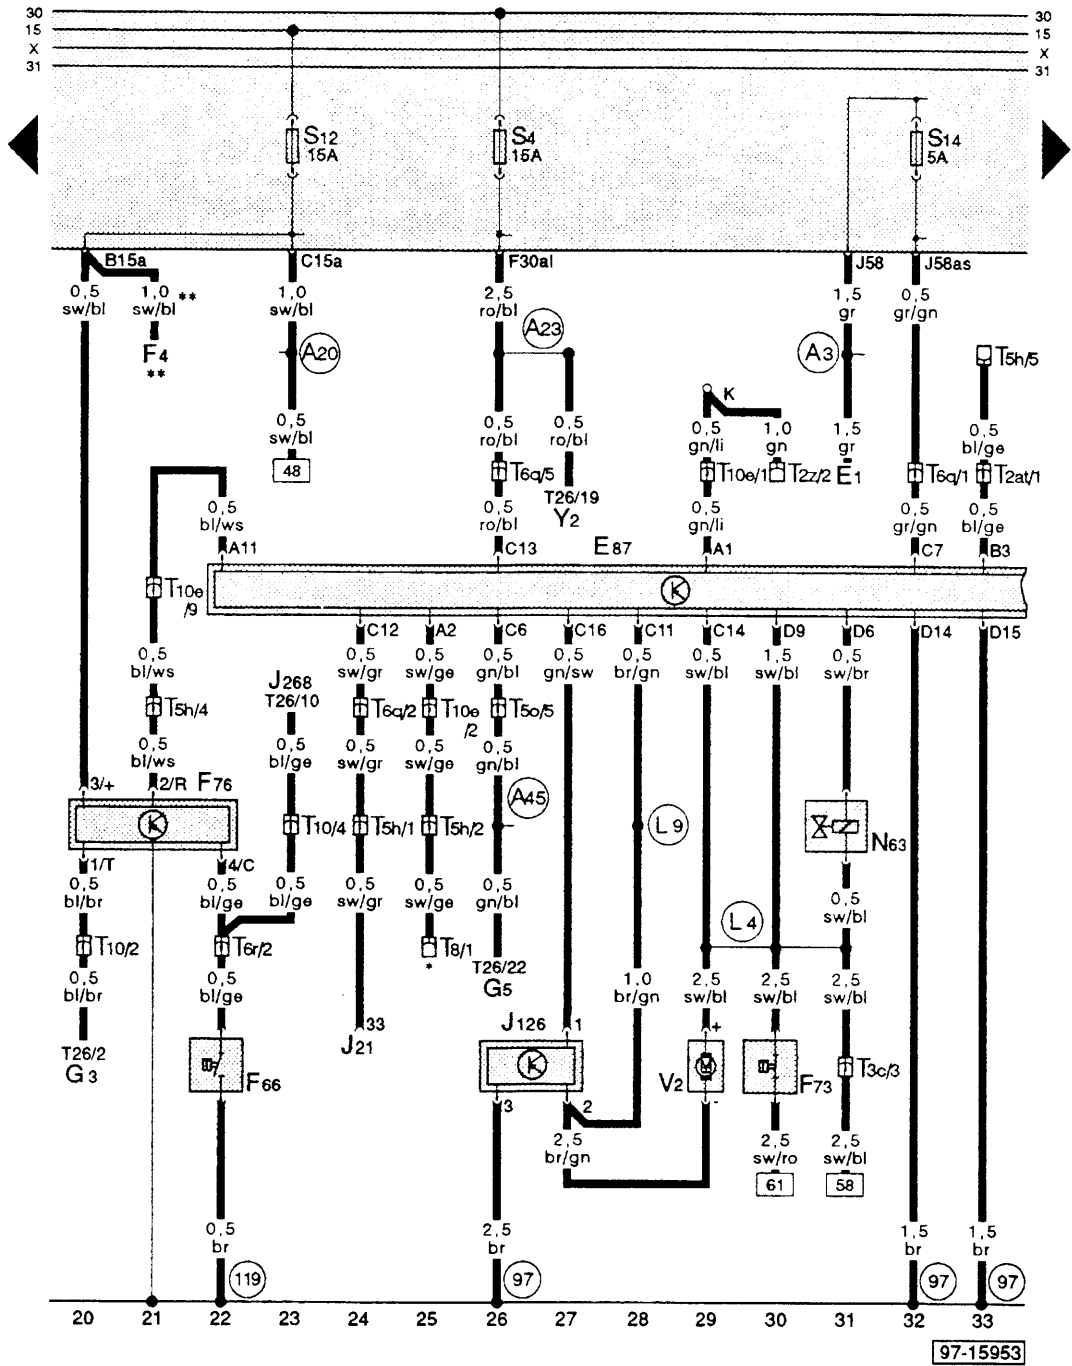 30 30
15 15
X X
31 31
S12 S4 S14
15A 15A 5A
B15a C15a F30al J58 J58as
0,5 1,0 ** 1,0 2,5 1,5 0,5
sw/bl sw/bl sw/bl ro/bl gr gr/gn
F4 A20 A23 A3 T5h/5
**
K
0,5 0,5 0,5 0,5 1,0 1,5 0,5
sw/bl ro/bl ro/bl gn/li gn gr bl/ge
48 T6q/5 T10e/1 T2z/2 E1 T6q/1 T2at/1
T26/19
Y2
0,5 0,5 0,5 0,5 0,5
bl/ws ro/bl gn/li gr/gn bl/ge
A11 C13 E87 A1 C7 B3
T10e
/9
C12 A2 C6 C16 C11 C14 D9 D6 D14 D15
0,5 0,5 0,5 0,5 0,5 0,5 0,5 1,5 0,5
bl/ws sw/gr sw/ge gn/bl gn/sw br/gn sw/bl sw/bl sw/br
J268
T26/10
T5h/4 T6q/2 T10e T5o/5
/2
0,5 0,5 0,5 0,5 0,5
bl/ws bl/ge sw/gr sw/ge gn/bl
3/+ 2/R F76 A45
T10/4 T5h/1 T5h/2 L9 N63
1/T 4/C
0,5 0,5 0,5 0,5 0,5 0,5 0,5
bl/br bl/ge bl/ge sw/gr sw/ge gn/bl sw/bl
L4
T10/2 T6r/2 T8/1
*
T26/22
G5
0,5 0,5 1,0 2,5 2,5 2,5
bl/br bl/ge br/gn sw/bl sw/bl sw/bl
33 J126 1 +
J21
T26/2
G3
F66 V2 F73 T3c/3
3 2 -
2,5 2,5 2,5
br/gn sw/ro sw/bl
61 58
0,5 2,5 1,5 1,5
br br br br
119 97 97 97
20 21 22 23 24 25 26 27 28 29 30 31 32 33
97-15953